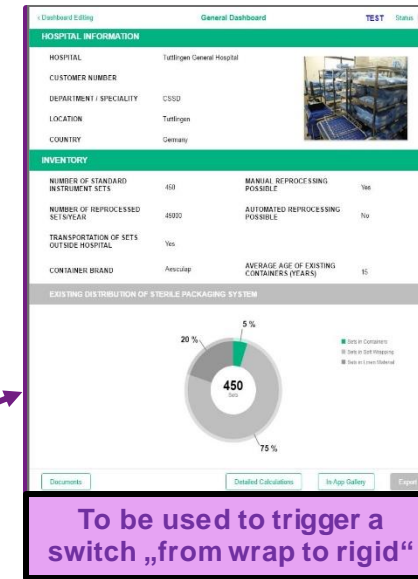 ‹ Dashboard Editing General Dashboard TEST Status
HOSPITAL INFORMATION
HOSPITAL Tuttlingen General Hospital
CUSTOMER NUMBER
DEPARTMENT / SPECIALITY CSSD
LOCATION Tuttlingen
COUNTRY Germany
INVENTORY
NUMBER OF STANDARD INSTRUMENT SETS 450 MANUAL REPROCESSING POSSIBLE Yes
NUMBER OF REPROCESSED SETS/YEAR 49000 AUTOMATED REPROCESSING POSSIBLE No
TRANSPORTATION OF SETS OUTSIDE HOSPITAL Yes
CONTAINER BRAND Aesculap AVERAGE AGE OF EXISTING CONTAINERS (YEARS) 15
EXISTING DISTRIBUTION OF STERILE PACKAGING SYSTEM
5 %
20 %
Sets in Containers
Sets in Soft Wrapping
Sets in Linen Material
450
Sets
75 %
Documents Detailed Calculations In-App Gallery Export
To be used to trigger a
switch „from wrap to rigid“